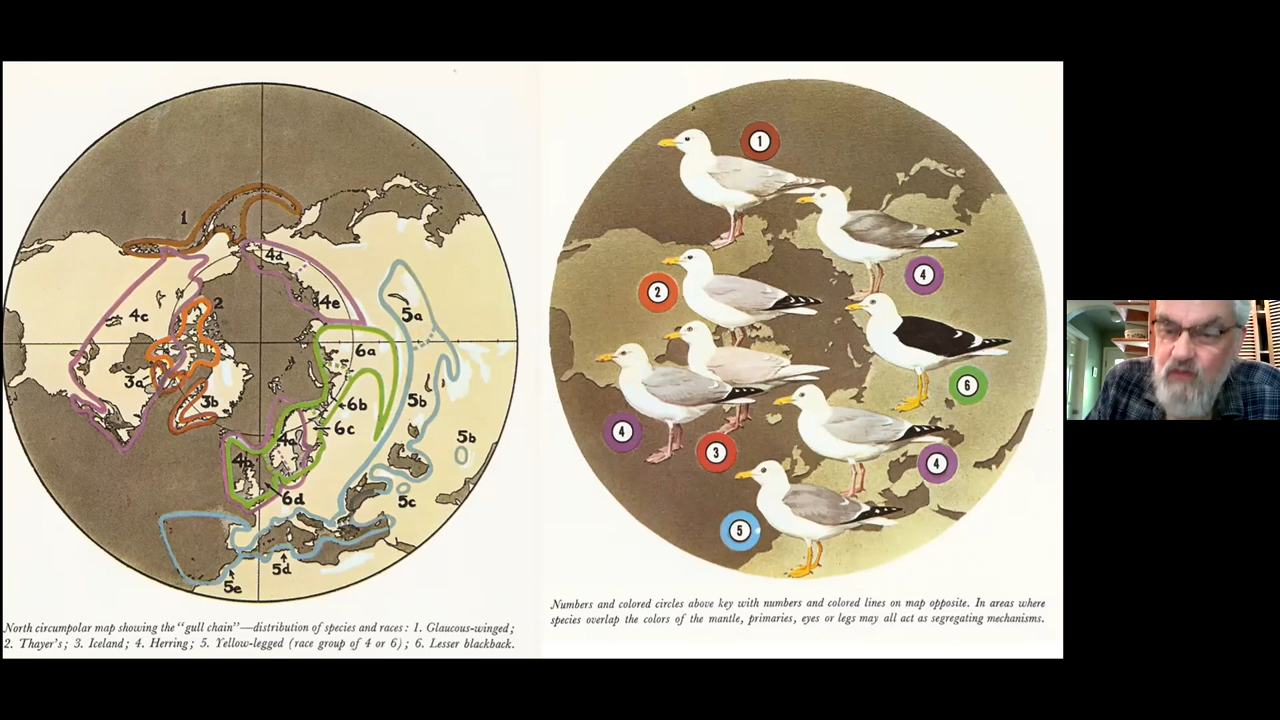 1
2
4d
4c
4e
5a
3a
6a
3b
6b
5b
6c
4a
5b
4b
6d
5c
5d
5e
North circumpolar map showing the "gull chain"—distribution of species and races: 1. Glaucous-winged;
2. Thayer's; 3. Iceland; 4. Herring; 5. Yellow-legged (race group of 4 or 6); 6. Lesser blackback.
1
4
2
6
4
3
4
5
Numbers and colored circles above key with numbers and colored lines on map opposite. In areas where
species overlap the colors of the mantle, primaries, eyes or legs may all act as segregating mechanisms.